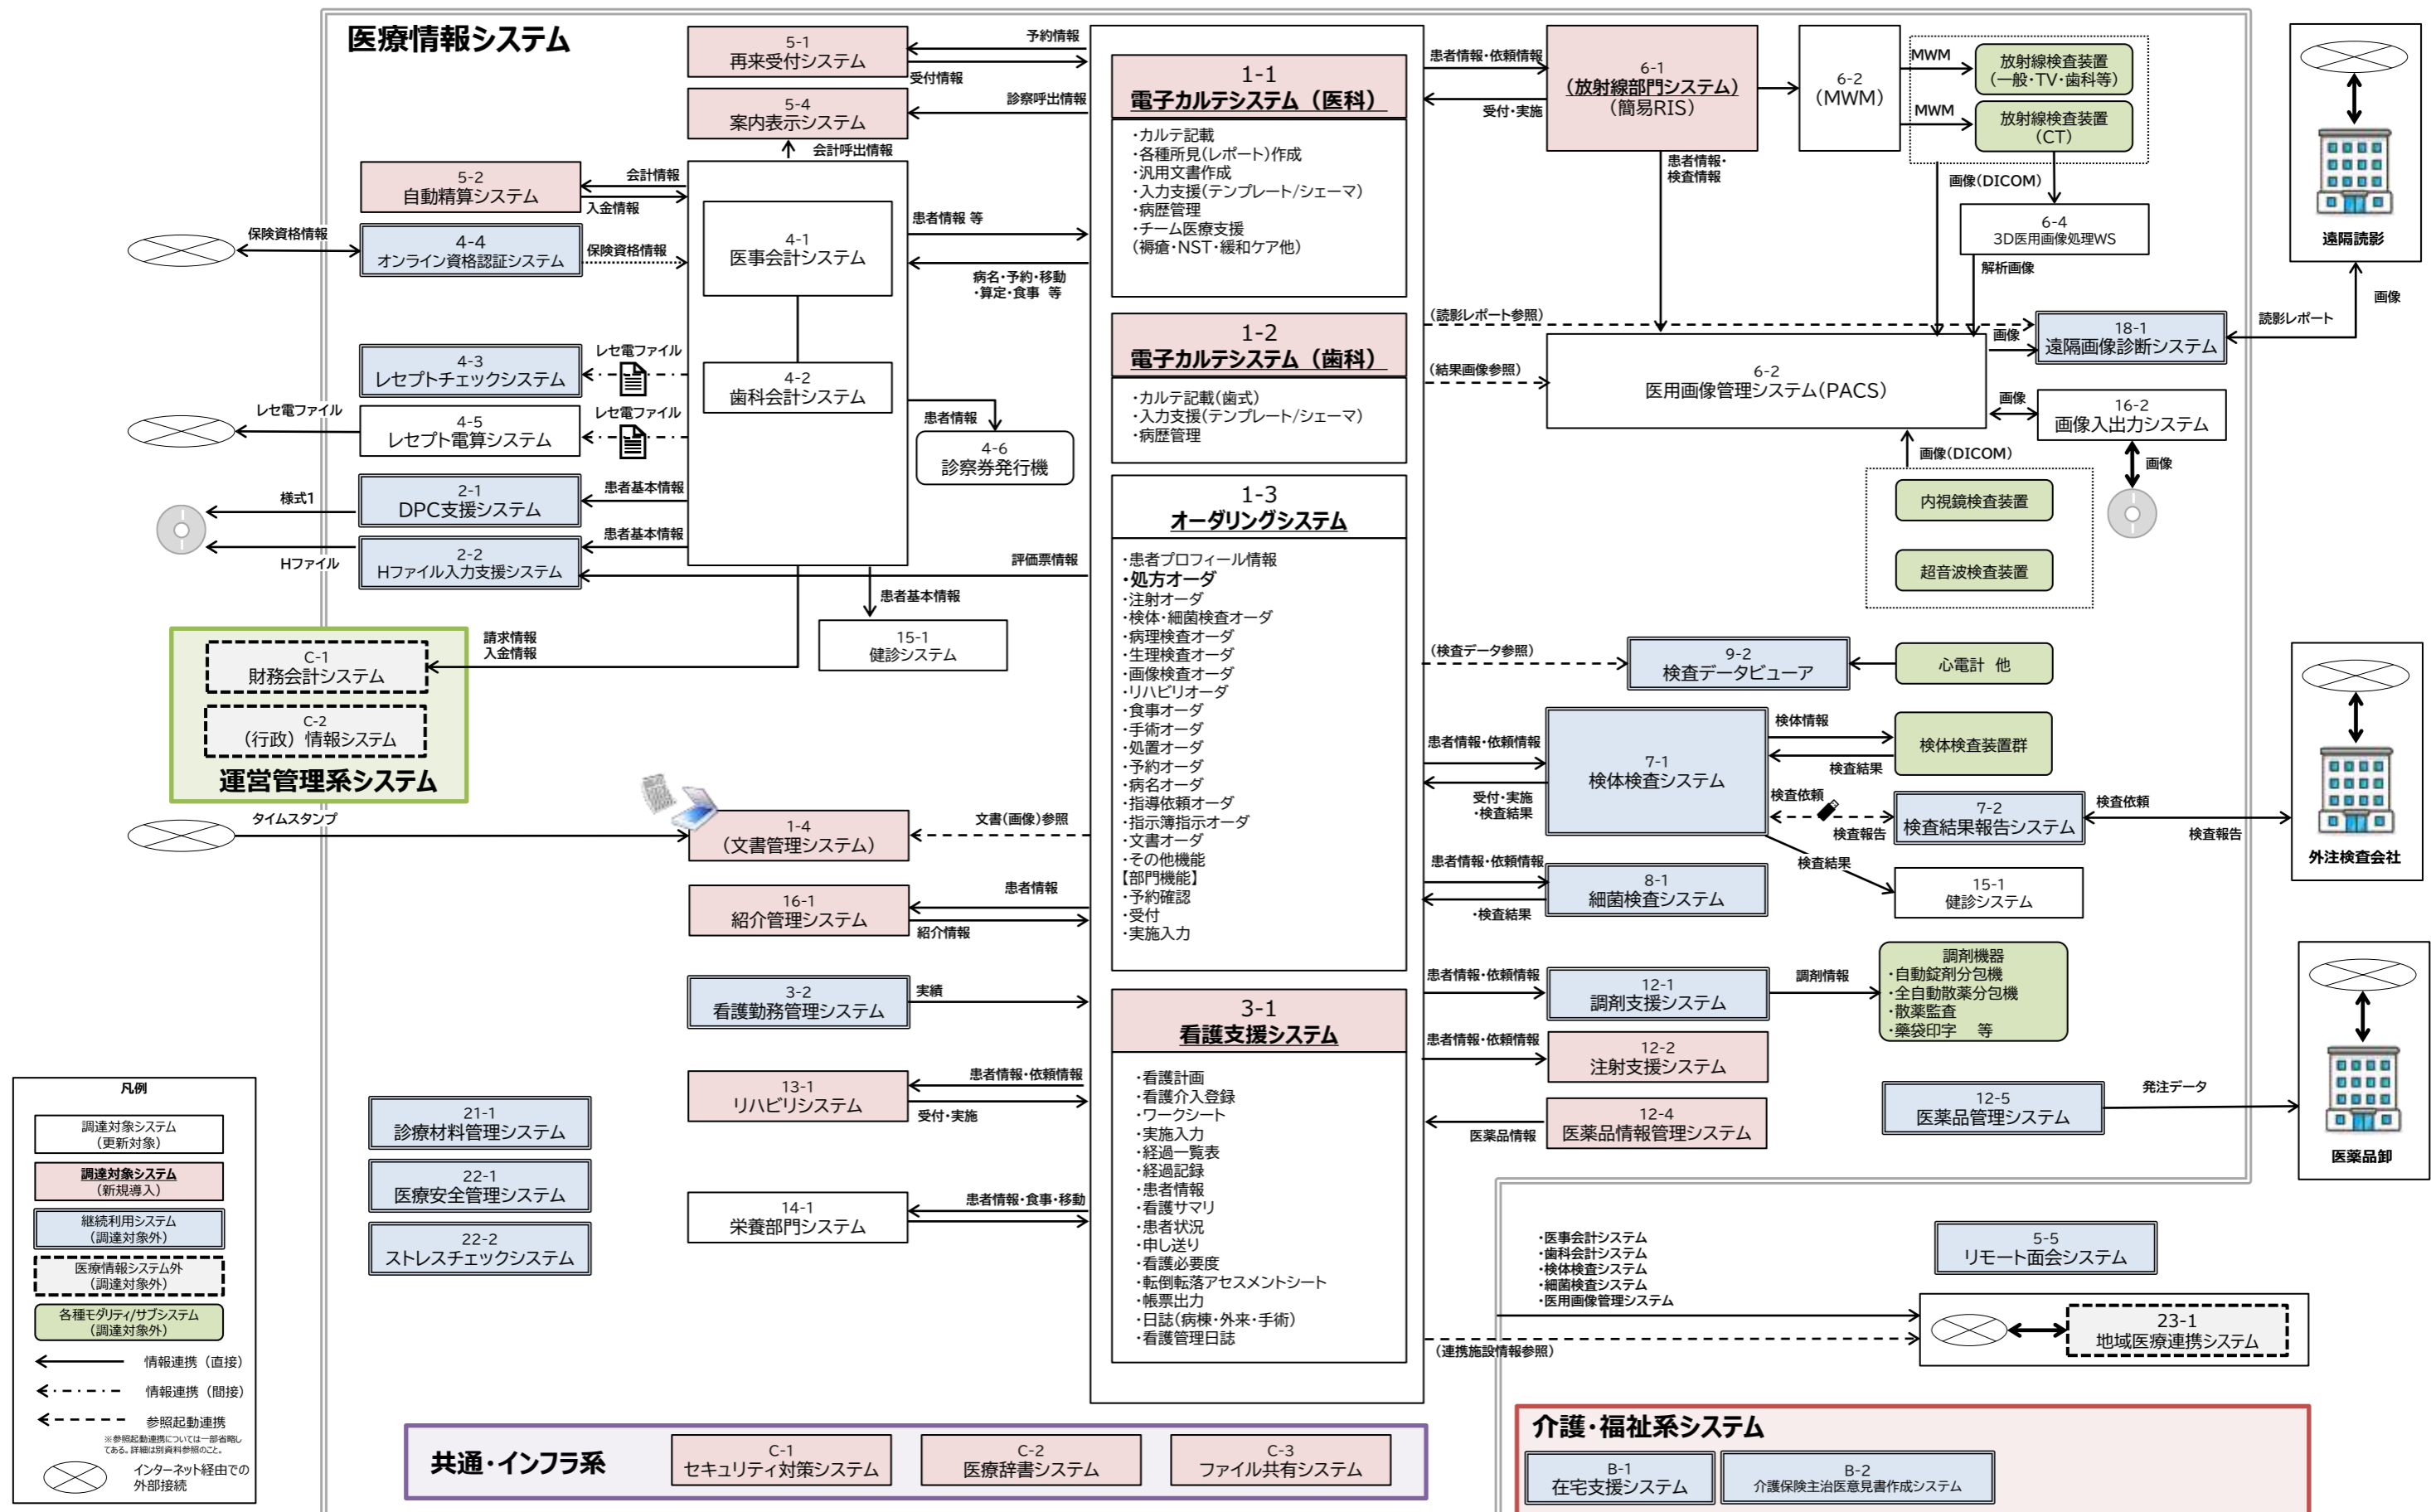 医療情報システム
5-1
再来受付システム
予約情報
受付情報
5-4
案内表示システム
診察呼出情報
会計呼出情報
5-2
自動精算システム
会計情報
入金情報
保険資格情報
4-4
オンライン資格認証システム
保険資格情報
4-1
医事会計システム
患者情報 等
病名・予約・移動
・算定・食事 等
4-3
レセプトチェックシステム
レセ電ファイル
4-2
歯科会計システム
レセ電ファイル
4-5
レセプト電算システム
レセ電ファイル
患者情報
4-6
診察券発行機
様式1
2-1
DPC支援システム
患者基本情報
Hファイル
2-2
Hファイル入力支援システム
患者基本情報
評価票情報
患者基本情報
15-1
健診システム
請求情報
入金情報
C-1
財務会計システム
C-2
（行政）情報システム
運営管理系システム
タイムスタンプ
1-4
（文書管理システム）
文書(画像)参照
16-1
紹介管理システム
患者情報
紹介情報
3-2
看護勤務管理システム
実績
13-1
リハビリシステム
患者情報・依頼情報
受付・実施
14-1
栄養部門システム
患者情報・食事・移動
21-1
診療材料管理システム
22-1
医療安全管理システム
22-2
ストレスチェックシステム
凡例
調達対象システム
（更新対象）
調達対象システム
（新規導入）
継続利用システム
（調達対象外）
医療情報システム外
（調達対象外）
各種モダリティ/サブシステム
（調達対象外）
情報連携（直接）
情報連携（間接）
参照起動連携
※参照起動連携については一部省略し
てある。詳細は別資料参照のこと。
インターネット経由での
外部接続
1-1
電子カルテシステム（医科）
・カルテ記載
・各種所見(レポート)作成
・汎用文書作成
・入力支援(テンプレート/シェーマ)
・病歴管理
・チーム医療支援
(褥瘡・NST・緩和ケア他)
1-2
電子カルテシステム（歯科）
・カルテ記載(歯式)
・入力支援(テンプレート/シェーマ)
・病歴管理
1-3
オーダリングシステム
・患者プロフィール情報
・処方オーダ
・注射オーダ
・検体・細菌検査オーダ
・病理検査オーダ
・生理検査オーダ
・画像検査オーダ
・リハビリオーダ
・食事オーダ
・手術オーダ
・処置オーダ
・予約オーダ
・病名オーダ
・指導依頼オーダ
・指示簿指示オーダ
・文書オーダ
・その他機能
【部門機能】
・予約確認
・受付
・実施入力
3-1
看護支援システム
・看護計画
・看護介入登録
・ワークシート
・実施入力
・経過一覧表
・経過記録
・患者情報
・看護サマリ
・患者状況
・申し送り
・看護必要度
・転倒転落アセスメントシート
・帳票出力
・日誌(病棟・外来・手術)
・看護管理日誌
患者情報・依頼情報
受付・実施
6-1
(放射線部門システム)
(簡易RIS)
6-2
(MWM)
MWM
MWM
放射線検査装置
(一般・TV・歯科等)
放射線検査装置
(CT)
患者情報・
検査情報
画像(DICOM)
6-4
3D医用画像処理WS
解析画像
(読影レポート参照)
18-1
遠隔画像診断システム
画像
読影レポート
画像
遠隔読影
(結果画像参照)
6-2
医用画像管理システム(PACS)
画像
16-2
画像入出力システム
画像
画像(DICOM)
内視鏡検査装置
超音波検査装置
(検査データ参照)
9-2
検査データビューア
心電計 他
患者情報・依頼情報
受付・実施
・検査結果
7-1
検体検査システム
検体情報
検査結果
検体検査装置群
検査依頼
検査報告
7-2
検査結果報告システム
検査依頼
検査報告
外注検査会社
検査結果
15-1
健診システム
患者情報・依頼情報
・検査結果
8-1
細菌検査システム
患者情報・依頼情報
12-1
調剤支援システム
調剤情報
調剤機器
・自動錠剤分包機
・全自動散薬分包機
・散薬監査
・薬袋印字 等
患者情報・依頼情報
12-2
注射支援システム
医薬品情報
12-4
医薬品情報管理システム
12-5
医薬品管理システム
発注データ
医薬品卸
・医事会計システム
・歯科会計システム
・検体検査システム
・細菌検査システム
・医用画像管理システム
(連携施設情報参照)
5-5
リモート面会システム
23-1
地域医療連携システム
共通・インフラ系
C-1
セキュリティ対策システム
C-2
医療辞書システム
C-3
ファイル共有システム
介護・福祉系システム
B-1
在宅支援システム
B-2
介護保険主治医意見書作成システム